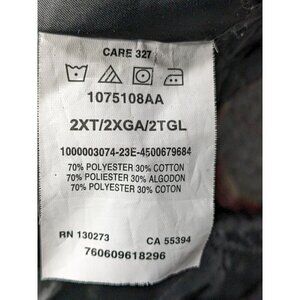 CARE 327
1075108AA
2XT/2XGA/2TGL
1000003074-23E-4500679684
70% POLYESTER 30% COTTON
70% POLIESTER 30% ALGODON
70% POLYESTER 30% COTON
RN 130273 CA 55394
760609618296